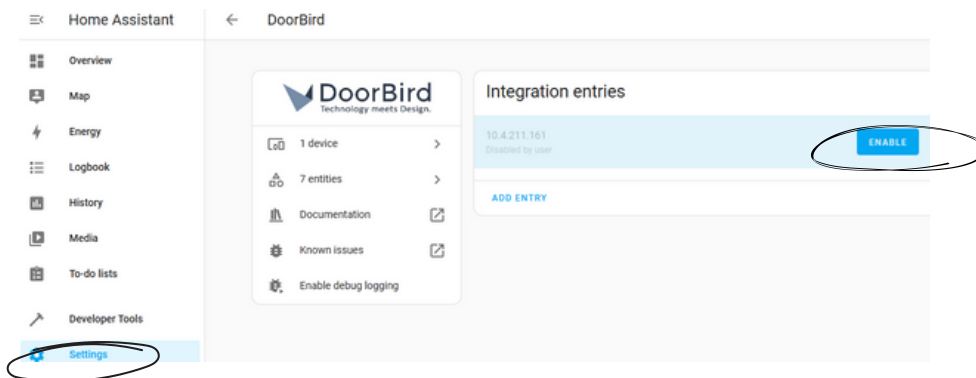 Home Assistant
DoorBird
Overview
Map
Energy
Logbook
History
Media
To-do lists
Developer Tools
Settings
DoorBird
Technology meets Design.
1 device
7 entities
Documentation
Known issues
Enable debug logging
Integration entries
10.4.211.161
Disabled by user
ENABLE
ADD ENTRY